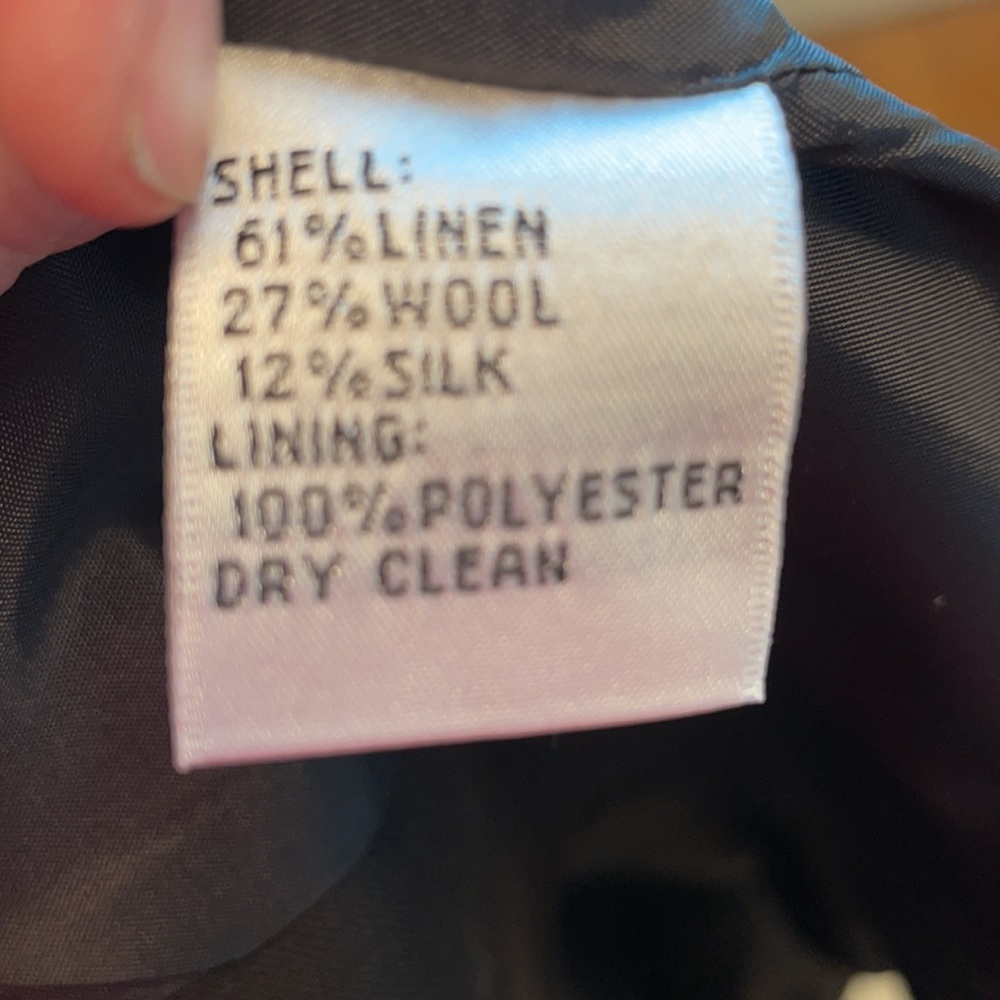 SHELL:
61%LINEN
27%WOOL
12%SILK
LINING:
100%POLYESTER
DRY CLEAN